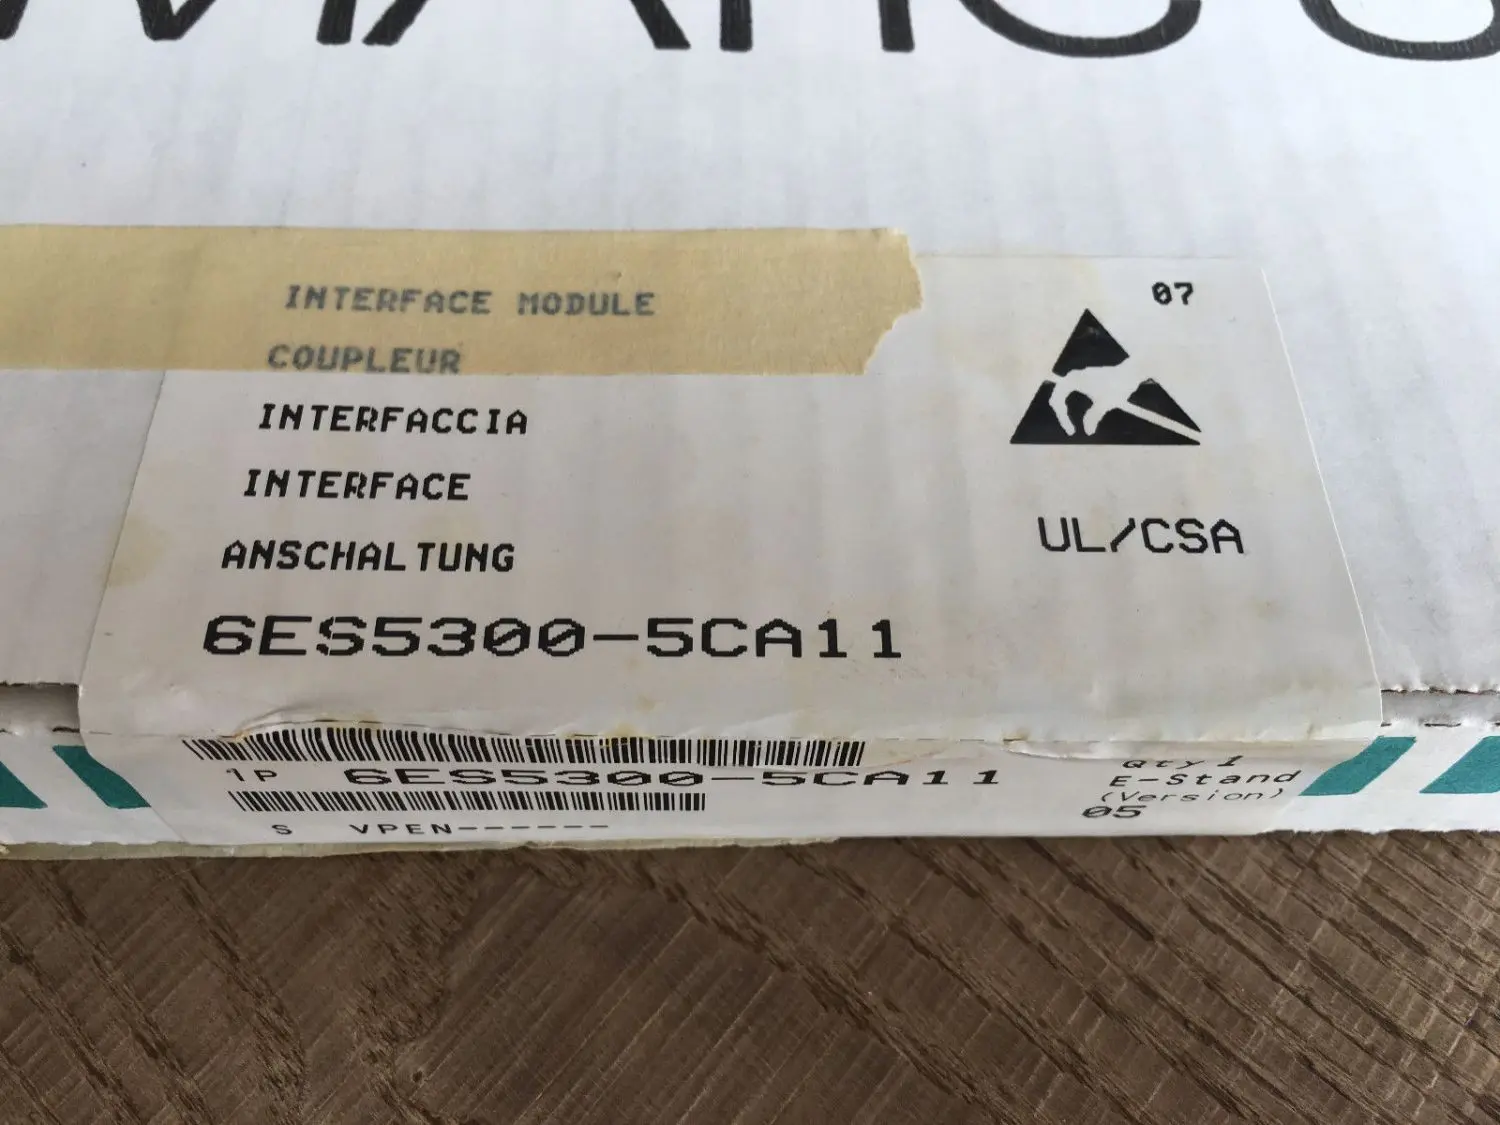 07
INTERFACE MODULE
COUPLEUR
INTERFACCIA
INTERFACE
ANSCHALTUNG
UL/CSA
6ES5300-5CA11
1P 6ES5300-5CA11
Qty 1
E-Stand
(Version)
05
S VPEN------